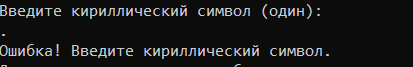 Введите кириллический символ (один):
.
Ошибка! Введите кириллический символ.